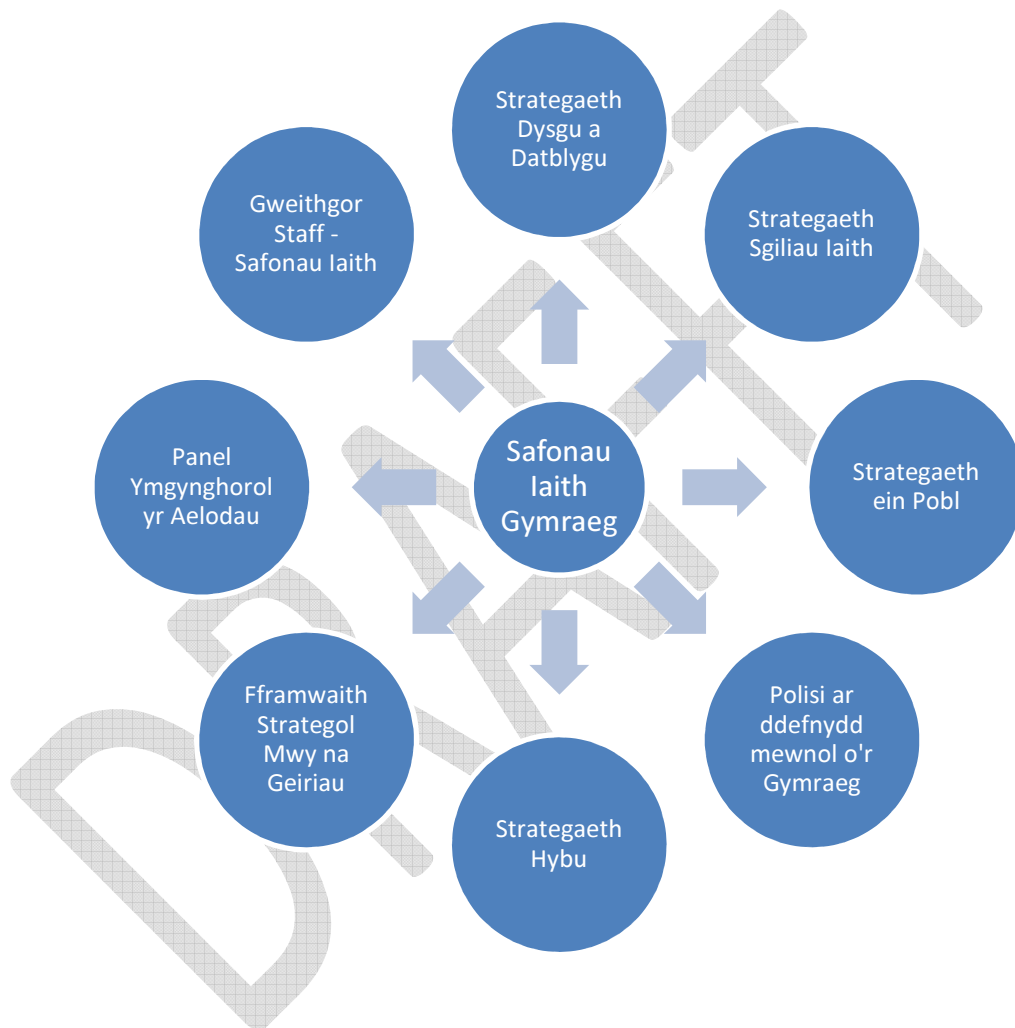 Strategaeth
Dysgu a
Datblygu
Strategaeth
Sgiliau Iaith
Strategaeth
ein Pobl
Polisi ar
ddefnydd
mewnol o'r
Gymraeg
Strategaeth
Hybu
Fframwaith
Strategol
Mwy na
Geiriau
Panel
Ymgynghorol
yr Aelodau
Gweithgor
Staff -
Safonau Iaith
Safonau
Iaith
Gymraeg
DRAFT